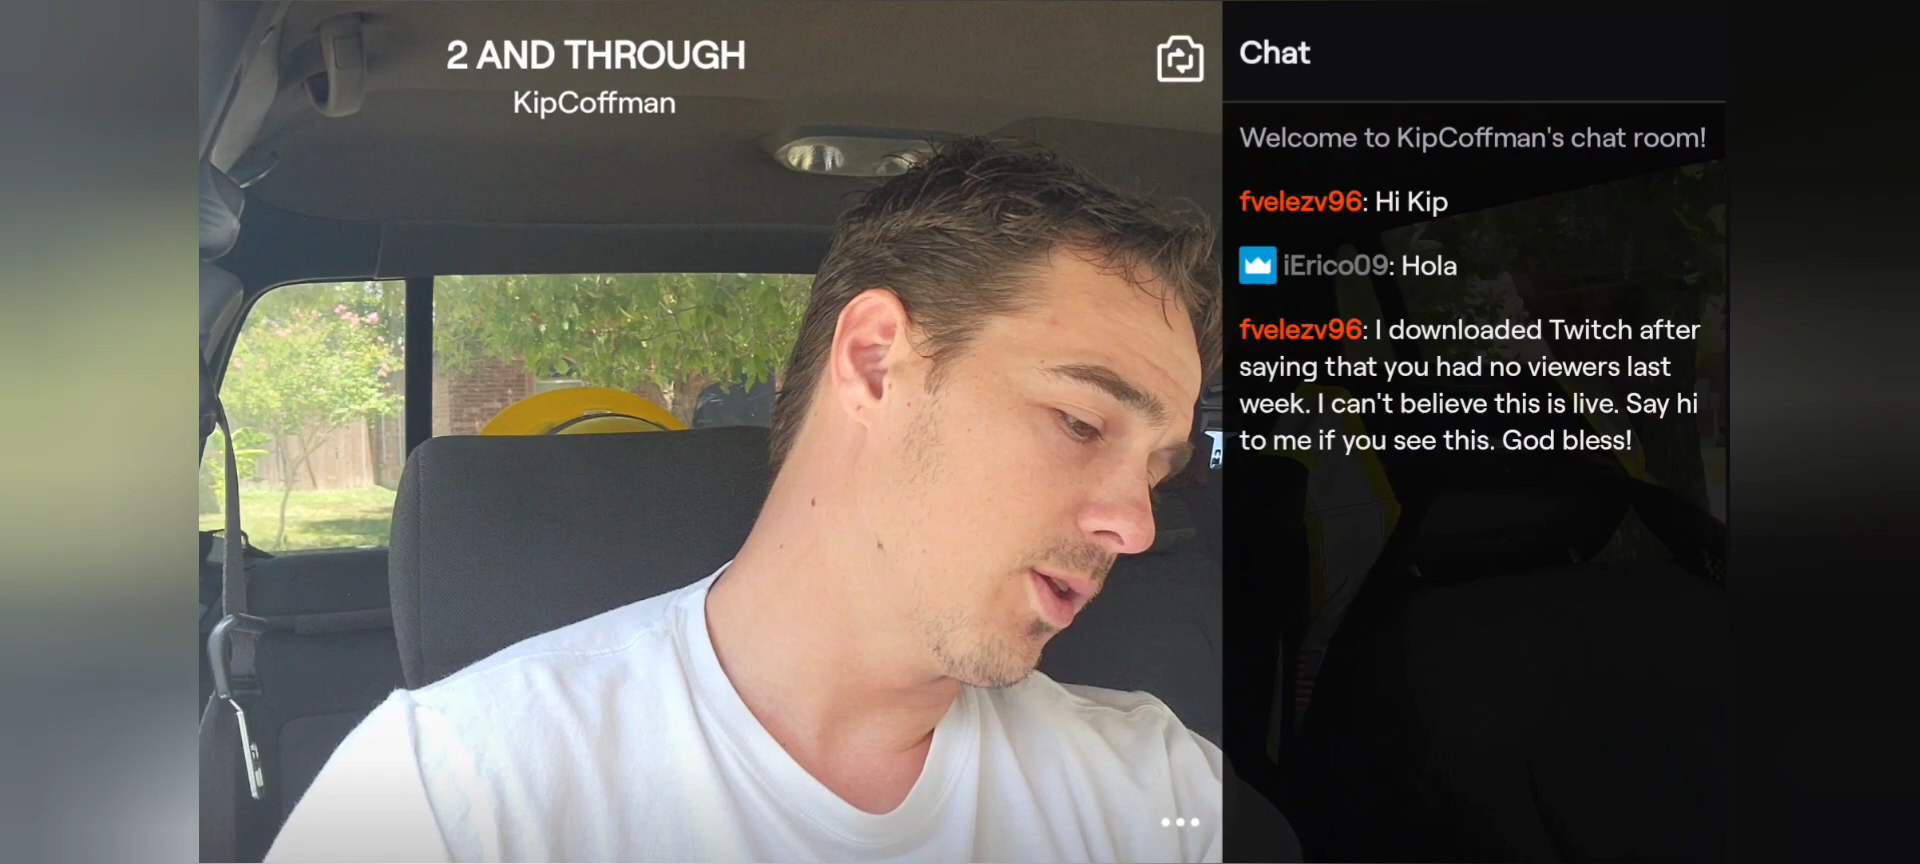 2 AND THROUGH
KipCoffman
Chat
Welcome to KipCoffman's chat room!
fvelezv96: Hi Kip
iErico09: Hola
fvelezv96: I downloaded Twitch after
saying that you had no viewers last
week. I can't believe this is live. Say hi
to me if you see this. God bless!